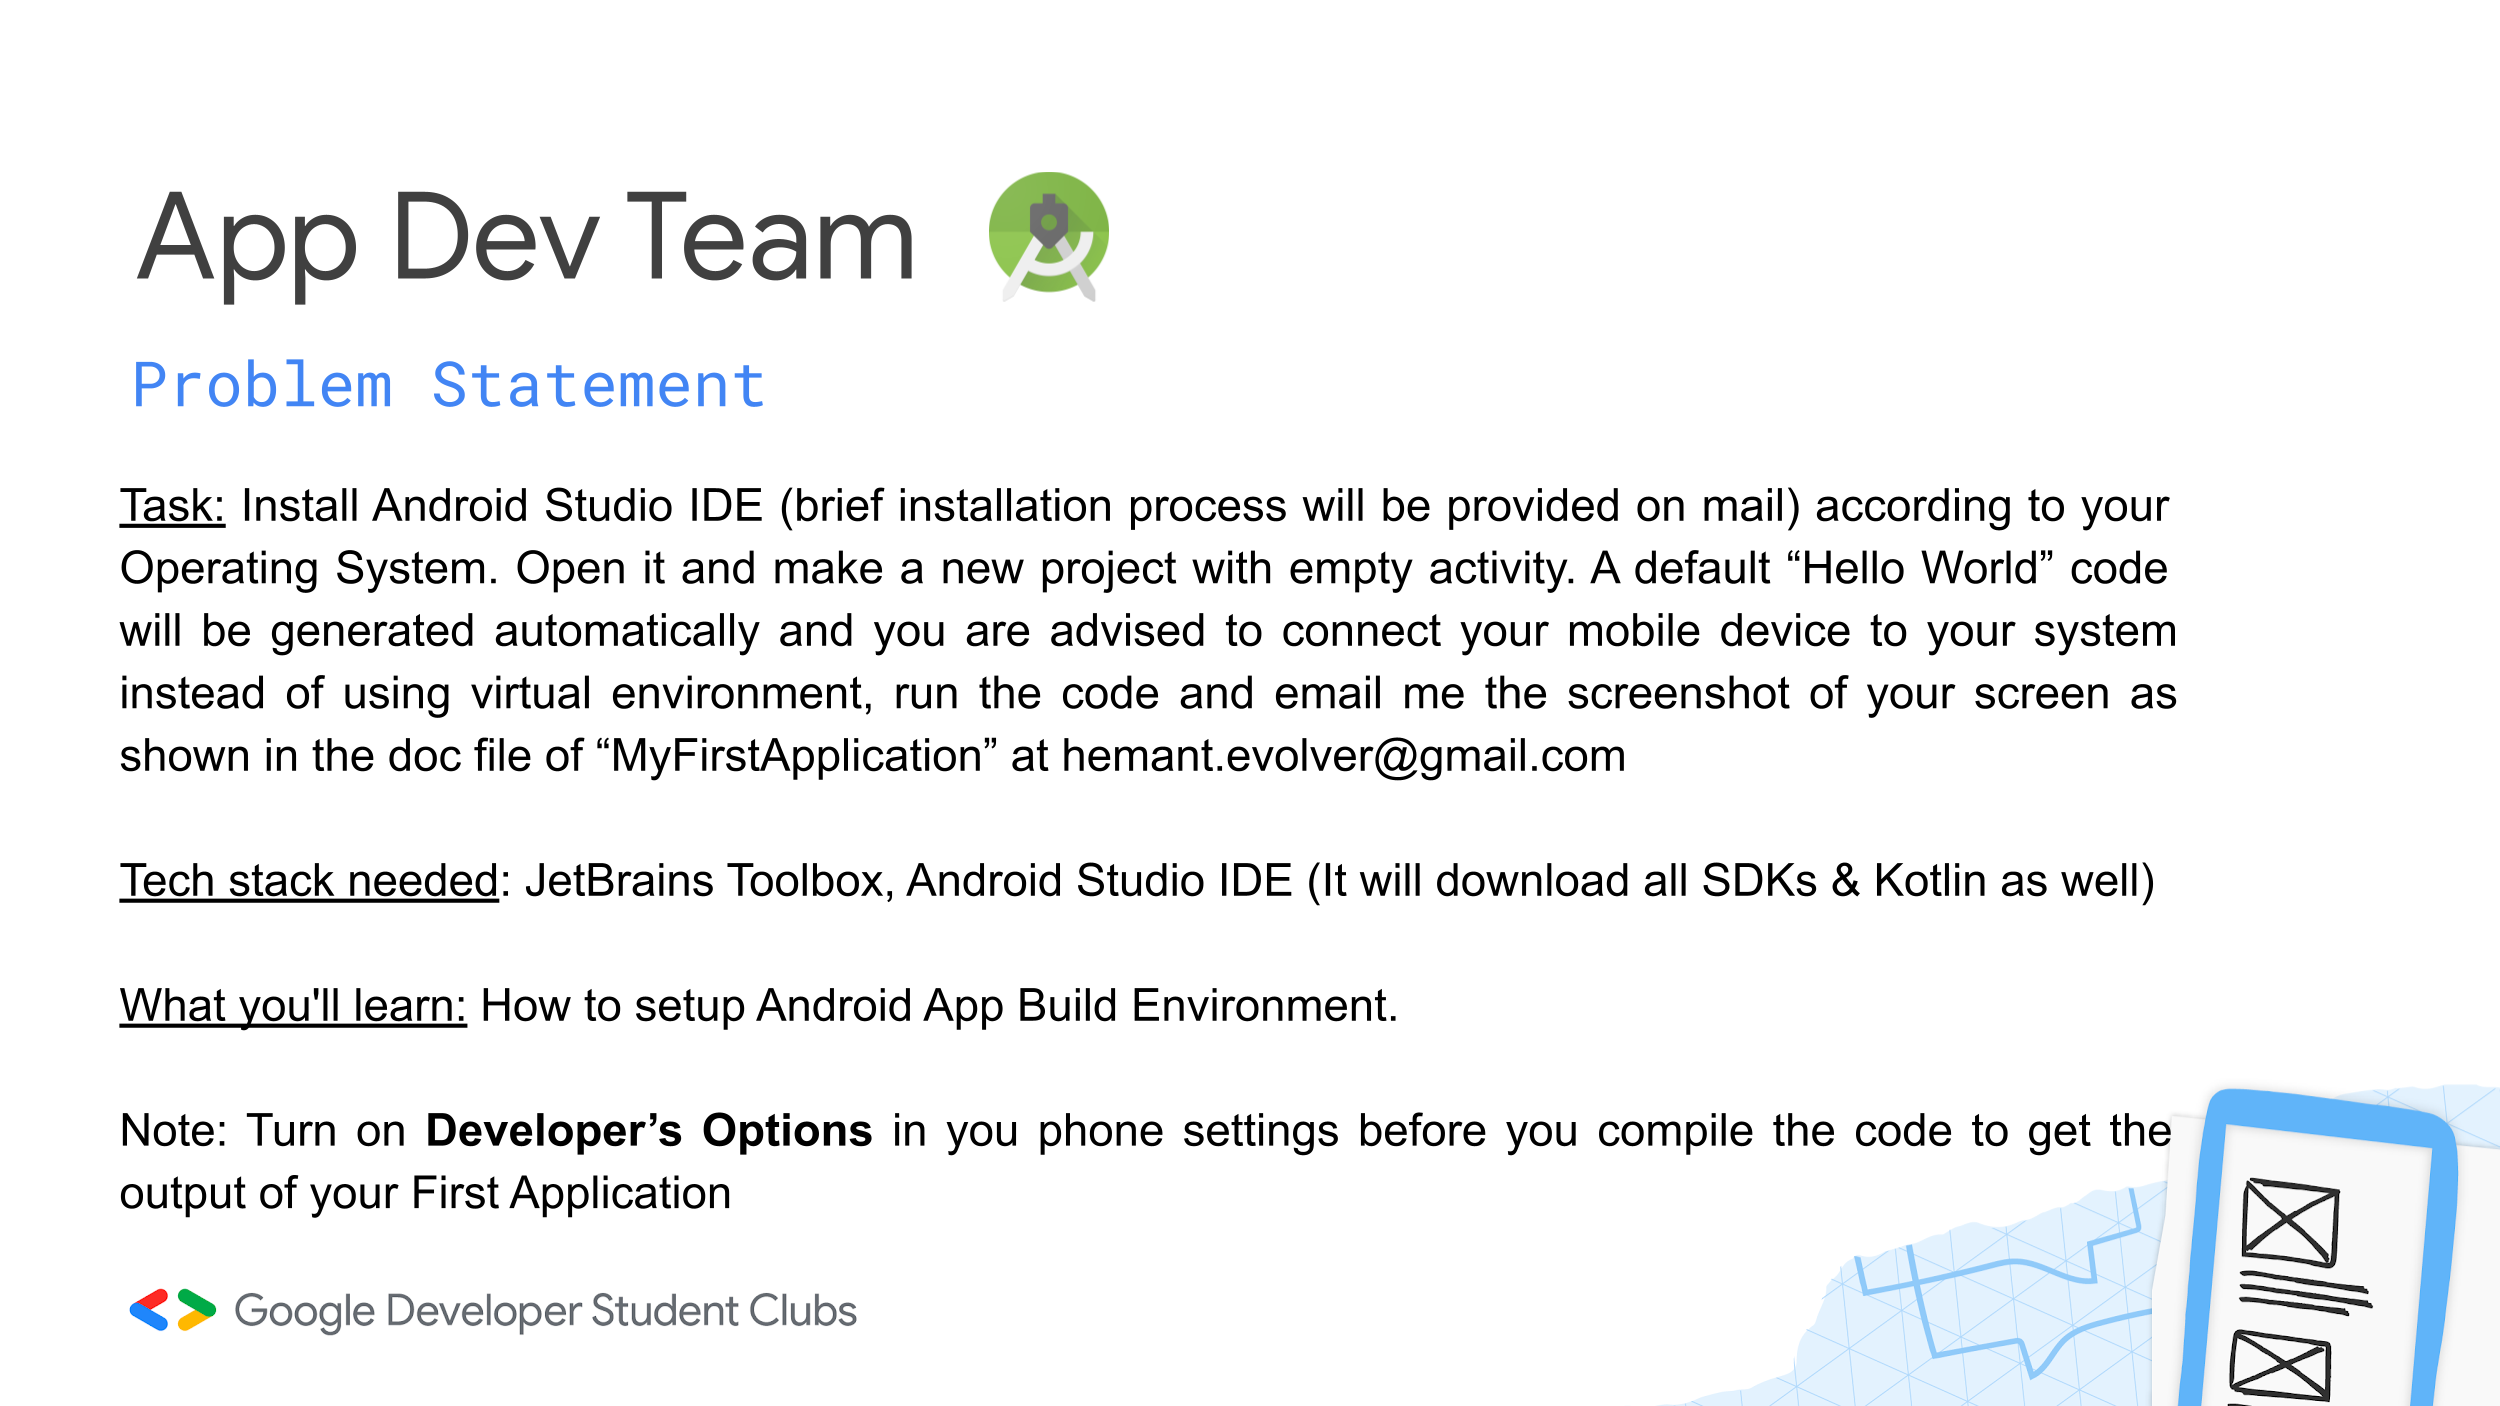 App Dev Team
Problem Statement
Task: Install Android Studio IDE (brief installation process will be provided on mail) according to your
Operating System. Open it and make a new project with empty activity. A default “Hello World” code
will be generated automatically and you are advised to connect your mobile device to your system
instead of using virtual environment, run the code and email me the screenshot of your screen as
shown in the doc file of “MyFirstApplication” at hemant.evolver@gmail.com
Tech stack needed: JetBrains Toolbox, Android Studio IDE (It will download all SDKs & Kotlin as well)
What you'll learn: How to setup Android App Build Environment.
Note: Turn on Developer’s Options in you phone settings before you compile the code to get the
output of your First Application
Google Developer Student Clubs